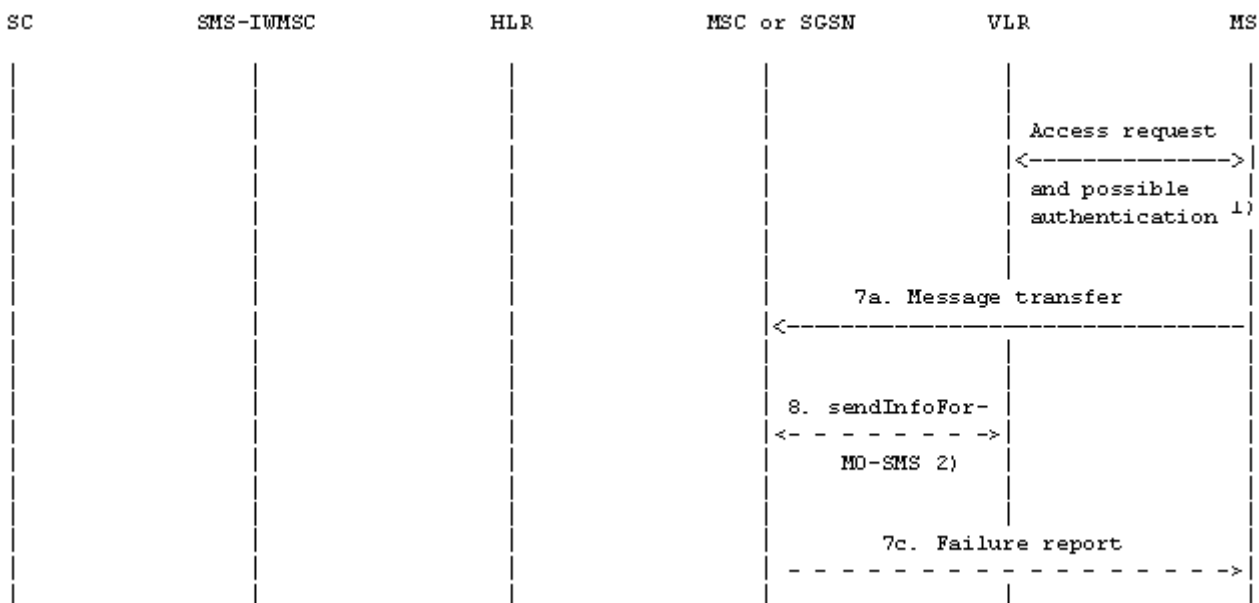 SC SMS-IWMSC HLR MSC or SGSN VLR MS
Access request
and possible
authentication 1)
7a. Message transfer
8. sendInfoFor-
MO-SMS 2)
7c. Failure report